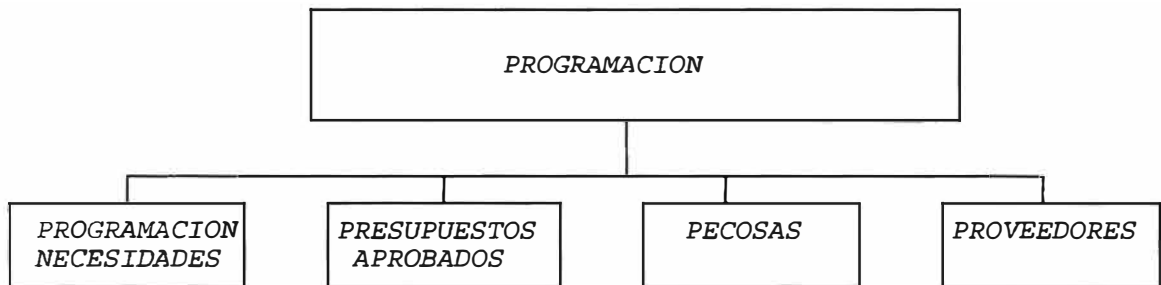 PROGRAMACION
PROGRAMACION
NECESIDADES
PRESUPUESTOS
APROBADOS
PECOSAS
PROVEEDORES